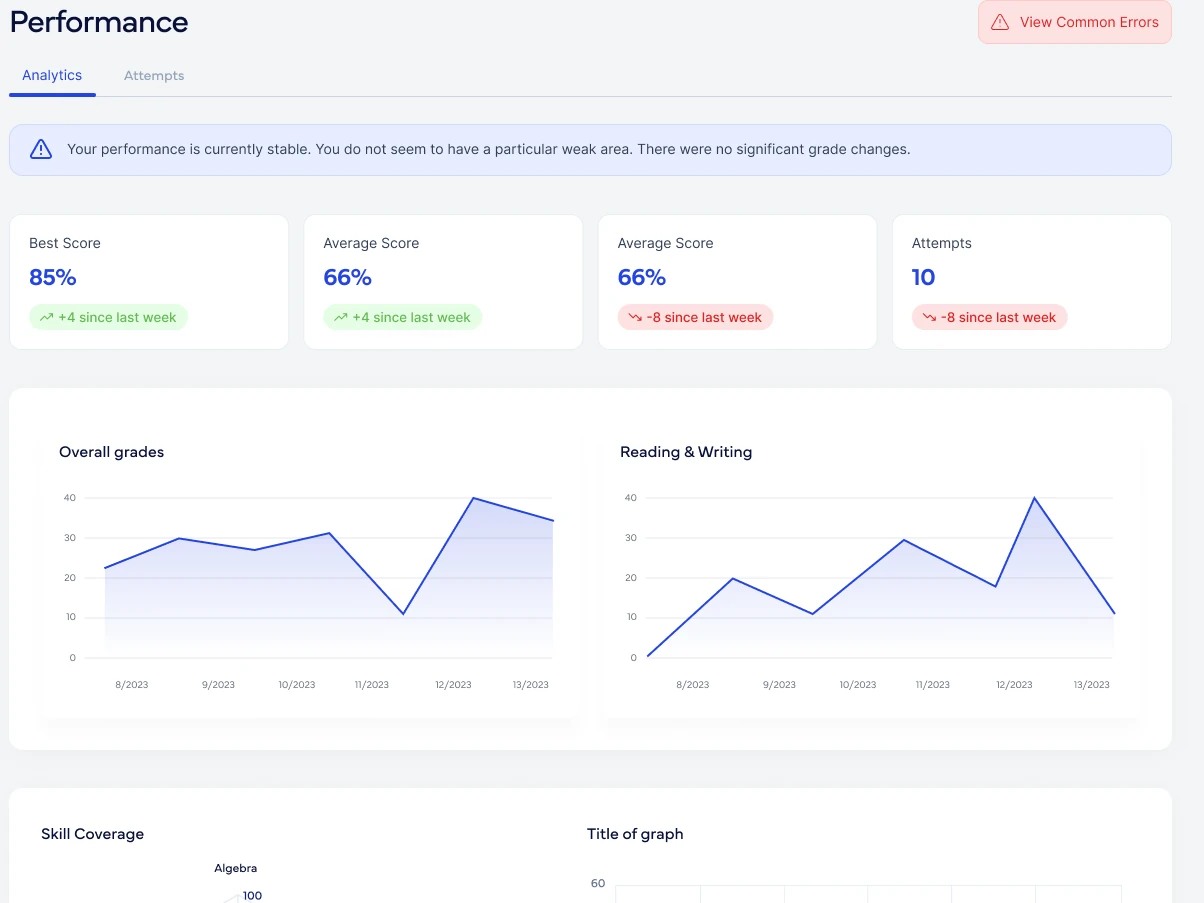 Performance
View Common Errors
Analytics
Attempts
Your performance is currently stable. You do not seem to have a particular weak area. There were no significant grade changes.
Best Score
85%
+4 since last week
Average Score
66%
+4 since last week
Average Score
66%
-8 since last week
Attempts
10
-8 since last week
Overall grades
40
30
20
10
0
8/2023 9/2023 10/2023 11/2023 12/2023 13/2023
Reading & Writing
40
30
20
10
0
8/2023 9/2023 10/2023 11/2023 12/2023 13/2023
Skill Coverage
Algebra
100
Title of graph
60